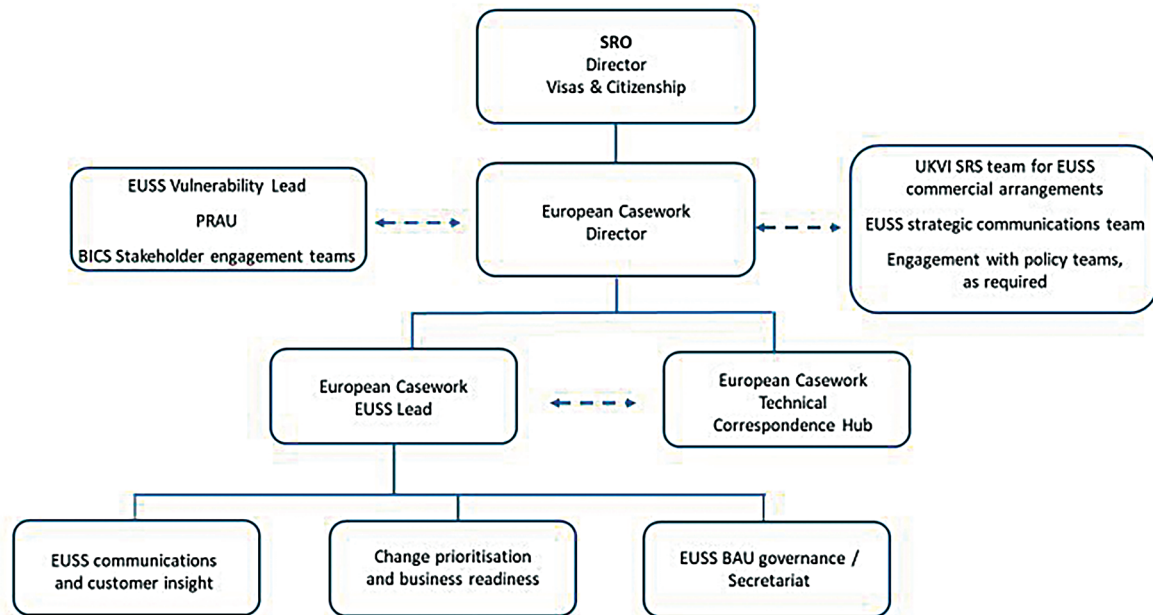 SRO
Director
Visas & Citizenship
EUSS Vulnerability Lead
PRAU
BICS Stakeholder engagement teams
European Casework
Director
UKVI SRS team for EUSS
commercial arrangements
EUSS strategic communications team
Engagement with policy teams,
as required
European Casework
EUSS Lead
European Casework
Technical
Correspondence Hub
EUSS communications
and customer insight
Change prioritisation
and business readiness
EUSS BAU governance /
Secretariat